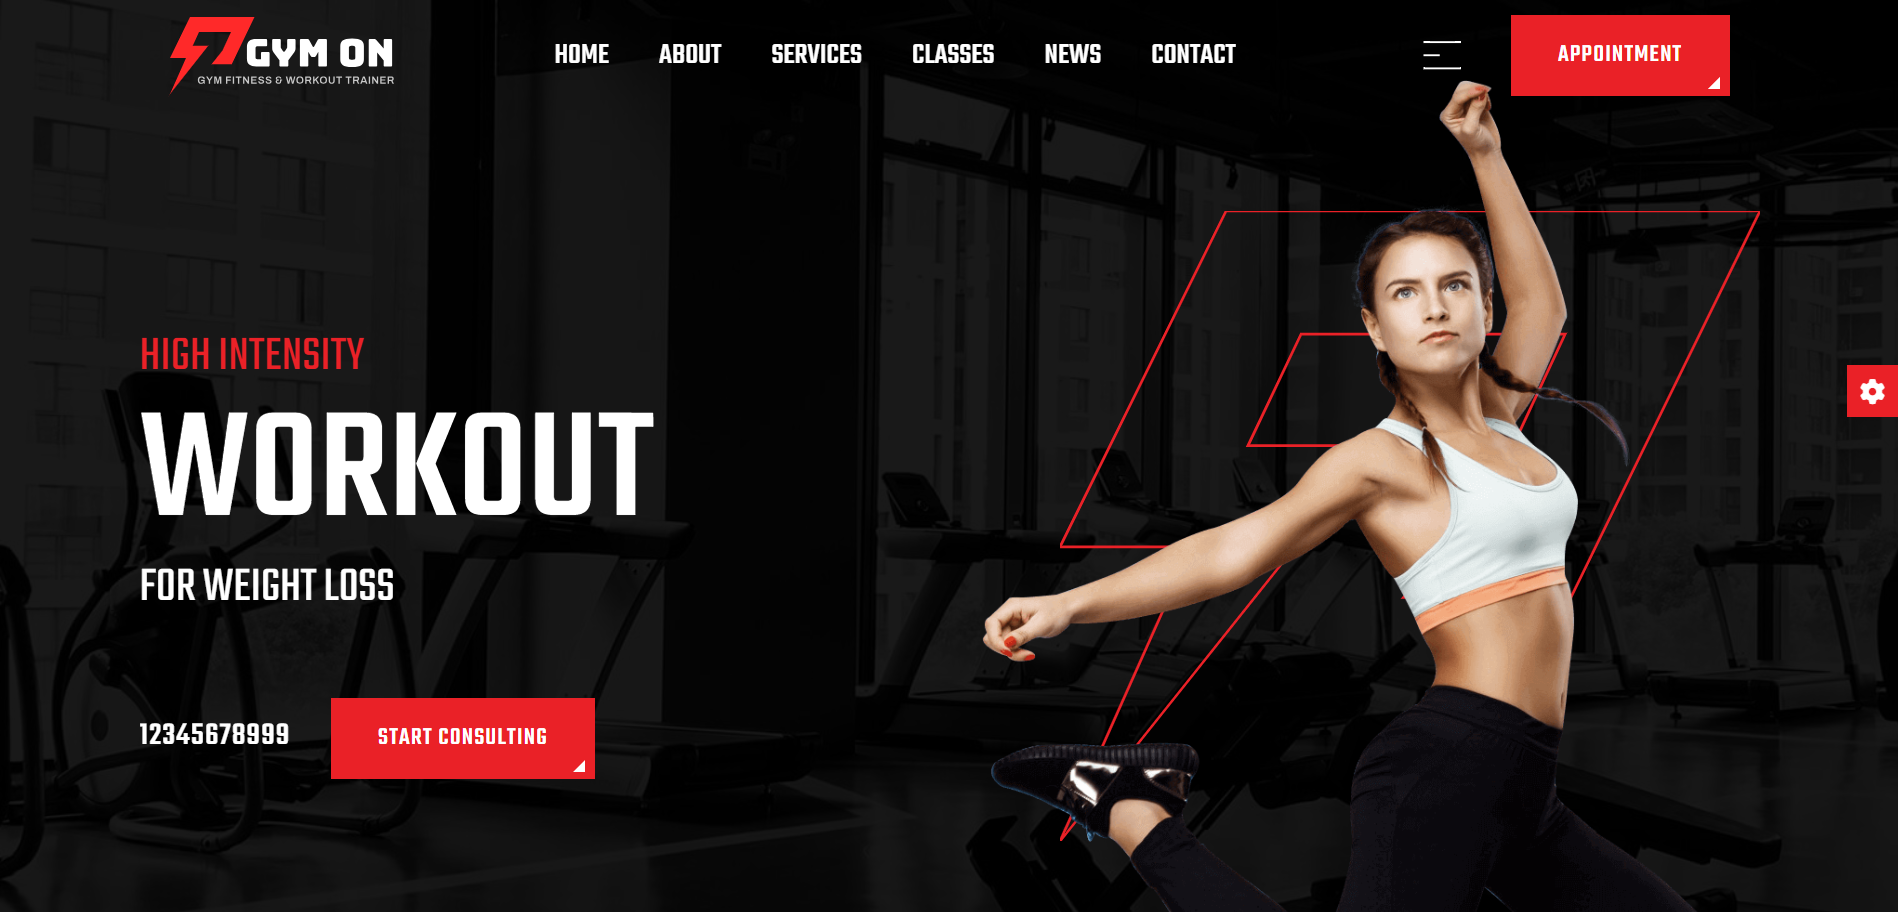 GYM ON
GYM FITNESS & WORKOUT TRAINER
HOME ABOUT SERVICES CLASSES NEWS CONTACT
APPOINTMENT
HIGH INTENSITY
WORKOUT
FOR WEIGHT LOSS
12345678999
START CONSULTING